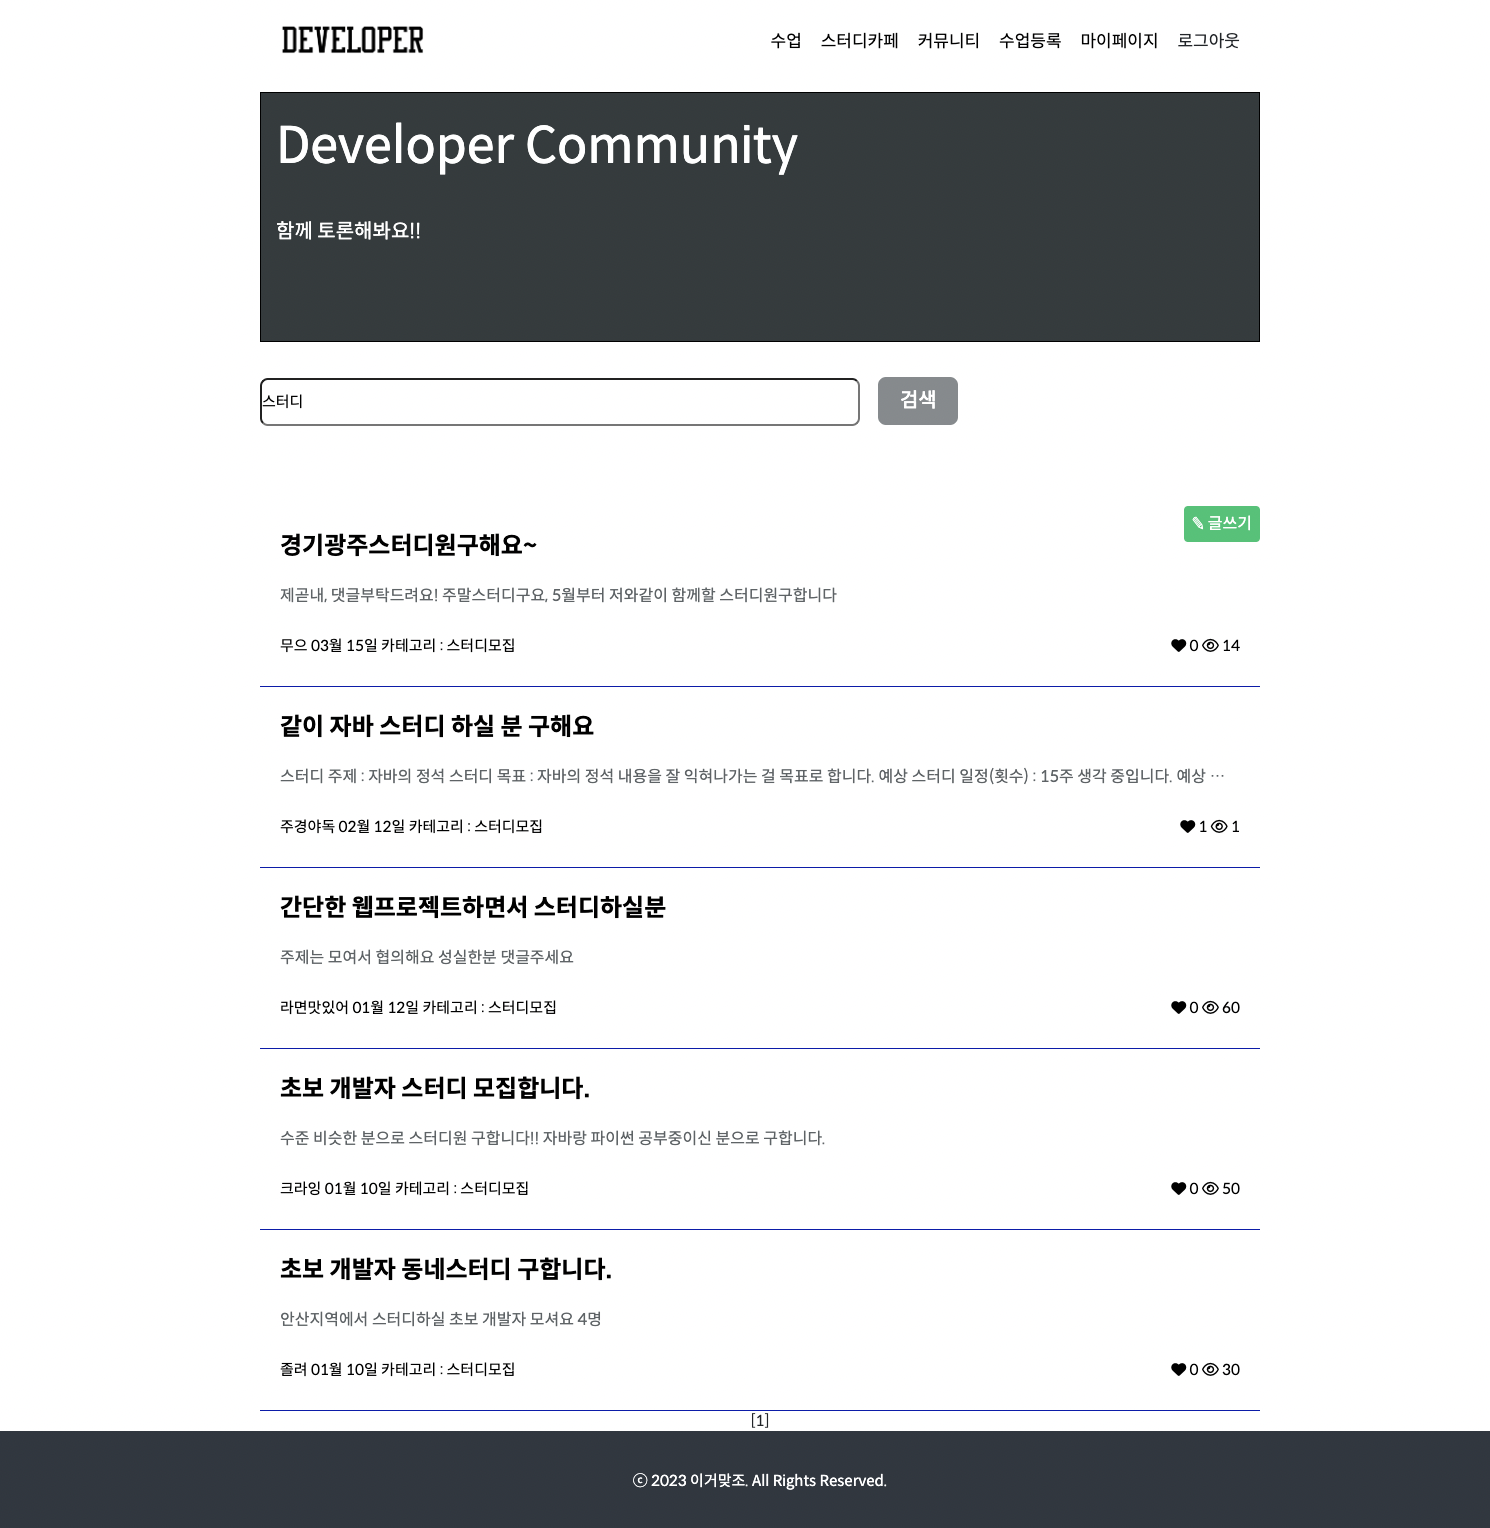 DEVELOPER
수업 스터디카페 커뮤니티 수업등록 마이페이지 로그아웃
Developer Community
함께 토론해봐요!!
스터디 검색
글쓰기
경기광주스터디원구해요~
제곧내, 댓글부탁드려요! 주말스터디구요, 5월부터 저와같이 함께할 스터디원구합니다
무으 03월 15일 카테고리 : 스터디모집 0 14
같이 자바 스터디 하실 분 구해요
스터디 주제 : 자바의 정석 스터디 목표 : 자바의 정석 내용을 잘 익혀나가는 걸 목표로 합니다. 예상 스터디 일정(횟수) : 15주 생각 중입니다. 예상 …
주경야독 02월 12일 카테고리 : 스터디모집 1 1
간단한 웹프로젝트하면서 스터디하실분
주제는 모여서 협의해요 성실한분 댓글주세요
라면맛있어 01월 12일 카테고리 : 스터디모집 0 60
초보 개발자 스터디 모집합니다.
수준 비슷한 분으로 스터디원 구합니다!! 자바랑 파이썬 공부중이신 분으로 구합니다.
크라잉 01월 10일 카테고리 : 스터디모집 0 50
초보 개발자 동네스터디 구합니다.
안산지역에서 스터디하실 초보 개발자 모셔요 4명
졸려 01월 10일 카테고리 : 스터디모집 0 30
[1]
ⓒ 2023 이거맞조. All Rights Reserved.